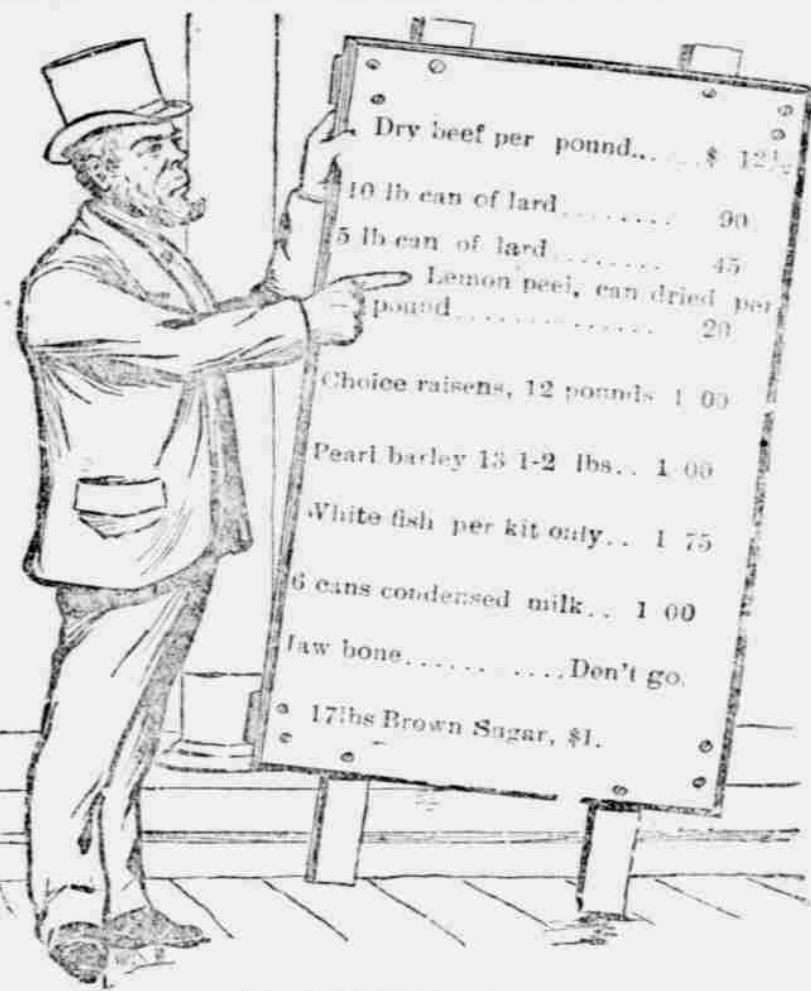 Dry beef per pound..... $ 12½
10 lb can of lard........ 90
5 lb can of lard........ 45
Lemon peel, can dried per
pound.............. 20
Choice raisens, 12 pounds 1 00
Pearl barley 13 1-2 lbs.. 1 00
White fish per kit only.. 1 75
6 cans condensed milk.. 1 00
Jaw bone............Don't go.
17lbs Brown Sugar, $1.